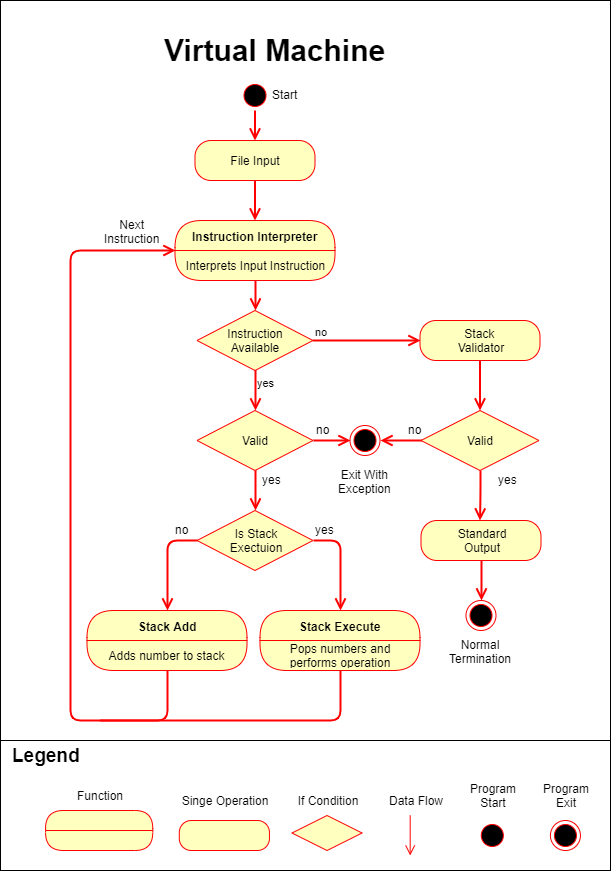 Virtual Machine
Start
File Input
Next
Instruction
Instruction Interpreter
Interprets Input Instruction
Instruction
Available
no
Stack
Validator
yes
Valid
no
no
Valid
Exit With
Exception
yes
yes
Is Stack
Exectuion
no
yes
Standard
Output
Stack Add
Adds number to stack
Stack Execute
Pops numbers and
performs operation
Normal
Termination
Legend
Function
Singe Operation
If Condition
Data Flow
Program
Start
Program
Exit